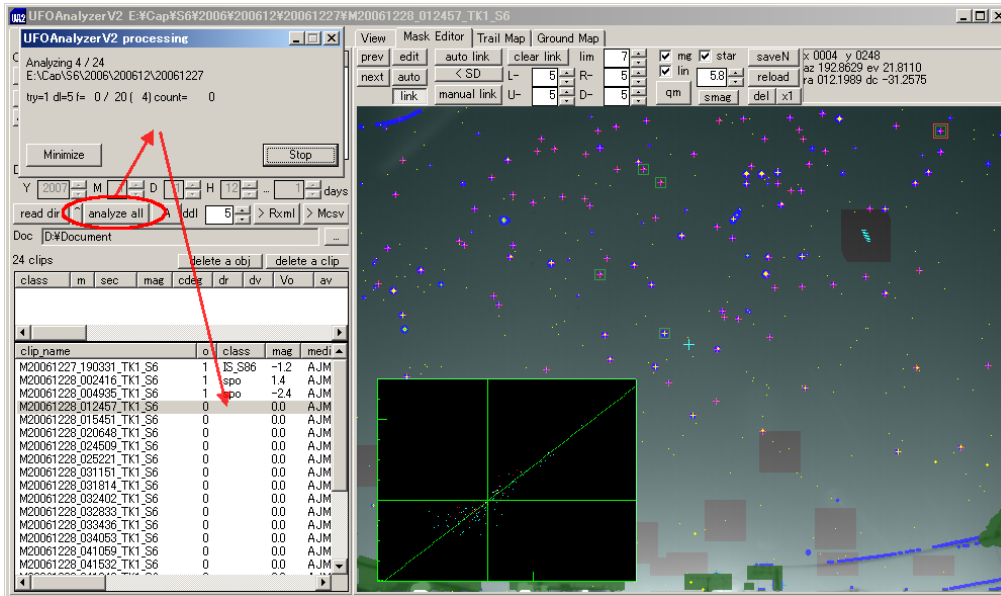 UFOAnalyzerV2 E:¥Cap¥S6¥2006¥200612¥20061227¥M20061228_012457_TK1_S6
UFOAnalyzerV2 processing
Analyzing 4 / 24
E:¥Cap¥S6¥2006¥200612¥20061227
try=1 dl=5 f= 0 / 20 ( 4) count= 0
Minimize Stop
Y 2007 M D H 12 ... 1 days
read dir ^ analyze all ddl 5 > Rxml > Mcsv
Doc D:¥Document ...
24 clips delete a obj delete a clip
class m sec mag cdeg dr dv Vo av
clip_name o class mag medi
M20061227_190331_TK1_S6 1 IS_S86 -1.2 AJM
M20061228_002416_TK1_S6 1 spo 1.4 AJM
M20061228_004935_TK1_S6 1 spo -2.4 AJM
M20061228_012457_TK1_S6 0 0.0 AJM
M20061228_015451_TK1_S6 0 0.0 AJM
M20061228_020648_TK1_S6 0 0.0 AJM
M20061228_024509_TK1_S6 0 0.0 AJM
M20061228_025221_TK1_S6 0 0.0 AJM
M20061228_031151_TK1_S6 0 0.0 AJM
M20061228_031814_TK1_S6 0 0.0 AJM
M20061228_032402_TK1_S6 0 0.0 AJM
M20061228_032833_TK1_S6 0 0.0 AJM
M20061228_033436_TK1_S6 0 0.0 AJM
M20061228_034053_TK1_S6 0 0.0 AJM
M20061228_041059_TK1_S6 0 0.0 AJM
M20061228_041532_TK1_S6 0 0.0 AJM
View Mask Editor Trail Map Ground Map
prev edit auto link clear link lim 7 mg star saveN x 0004 y 0248
next auto < SD L- 5 R- 5 lin 5.8 reload az 192.8629 ev 21.8110
link manual link U- 5 D- 5 qm smag del x1 ra 012.1989 dc -31.2575